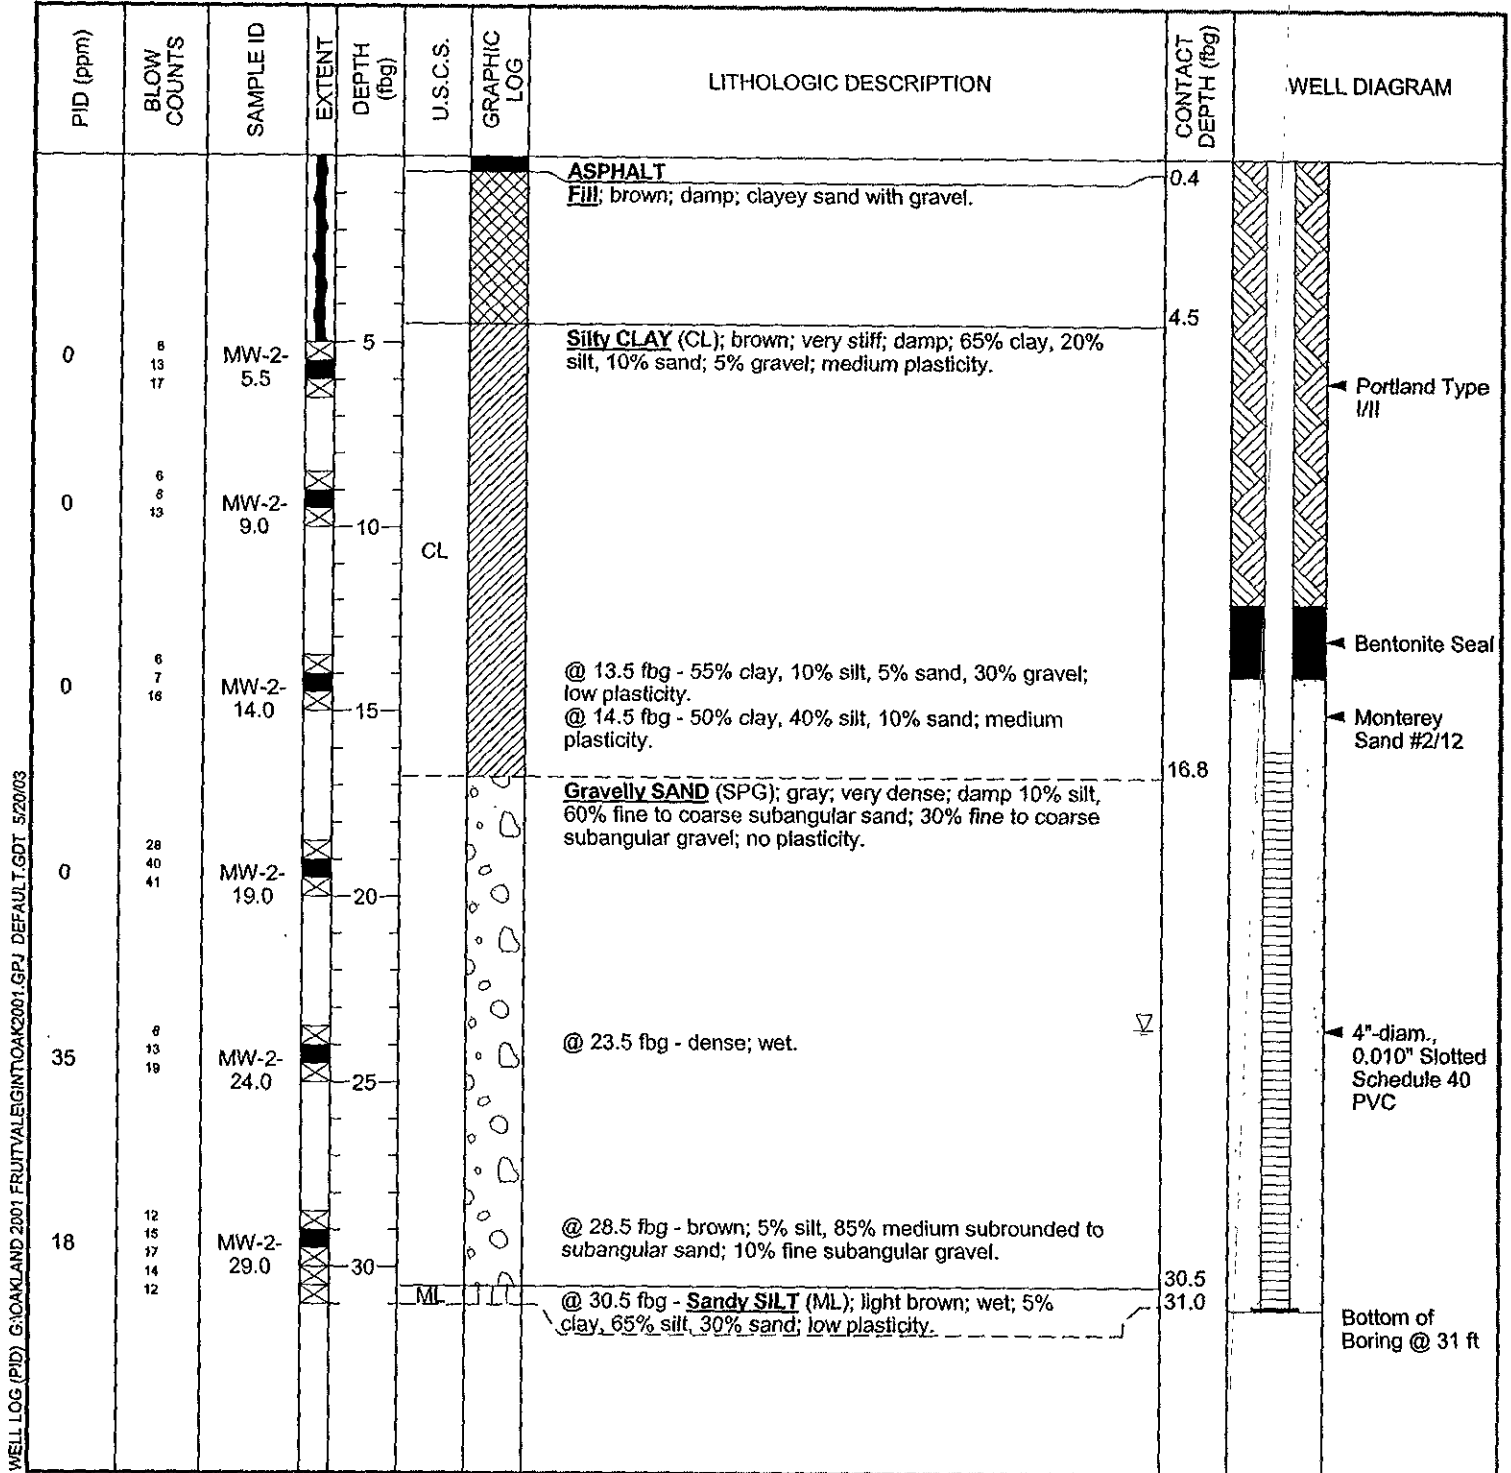 PID (ppm)
BLOW
COUNTS
SAMPLE ID
EXTENT
DEPTH
(fbg)
U.S.C.S.
GRAPHIC
LOG
LITHOLOGIC DESCRIPTION
CONTACT
DEPTH (fbg)
WELL DIAGRAM
ASPHALT
0.4
Fill; brown; damp; clayey sand with gravel.
4.5
0
13
17
MW-2-
5.5
5
Silty CLAY (CL); brown; very stiff; damp; 65% clay, 20%
silt, 10% sand; 5% gravel; medium plasticity.
Portland Type
I/II
0
6
13
MW-2-
9.0
10
CL
Bentonite Seal
0
6
7
16
MW-2-
14.0
15
@ 13.5 fbg - 55% clay, 10% silt, 5% sand, 30% gravel;
low plasticity.
@ 14.5 fbg - 50% clay, 40% silt, 10% sand; medium
plasticity.
Monterey
Sand #2/12
16.8
Gravelly SAND (SPG); gray; very dense; damp 10% silt,
60% fine to coarse subangular sand; 30% fine to coarse
subangular gravel; no plasticity.
0
28
40
41
MW-2-
19.0
20
35
13
19
MW-2-
24.0
25
@ 23.5 fbg - dense; wet.
4"-diam.,
0.010" Slotted
Schedule 40
PVC
18
12
15
17
14
12
MW-2-
29.0
30
@ 28.5 fbg - brown; 5% silt, 85% medium subrounded to
subangular sand; 10% fine subangular gravel.
30.5
ML
@ 30.5 fbg - Sandy SILT (ML); light brown; wet; 5%
clay, 65% silt, 30% sand; low plasticity.
31.0
Bottom of
Boring @ 31 ft
WELL LOG (PID) G:\OAKLAND 2001 FRUITVALE\GINT\OAK2001.GPJ DEFAULT.GDT 5/20/03